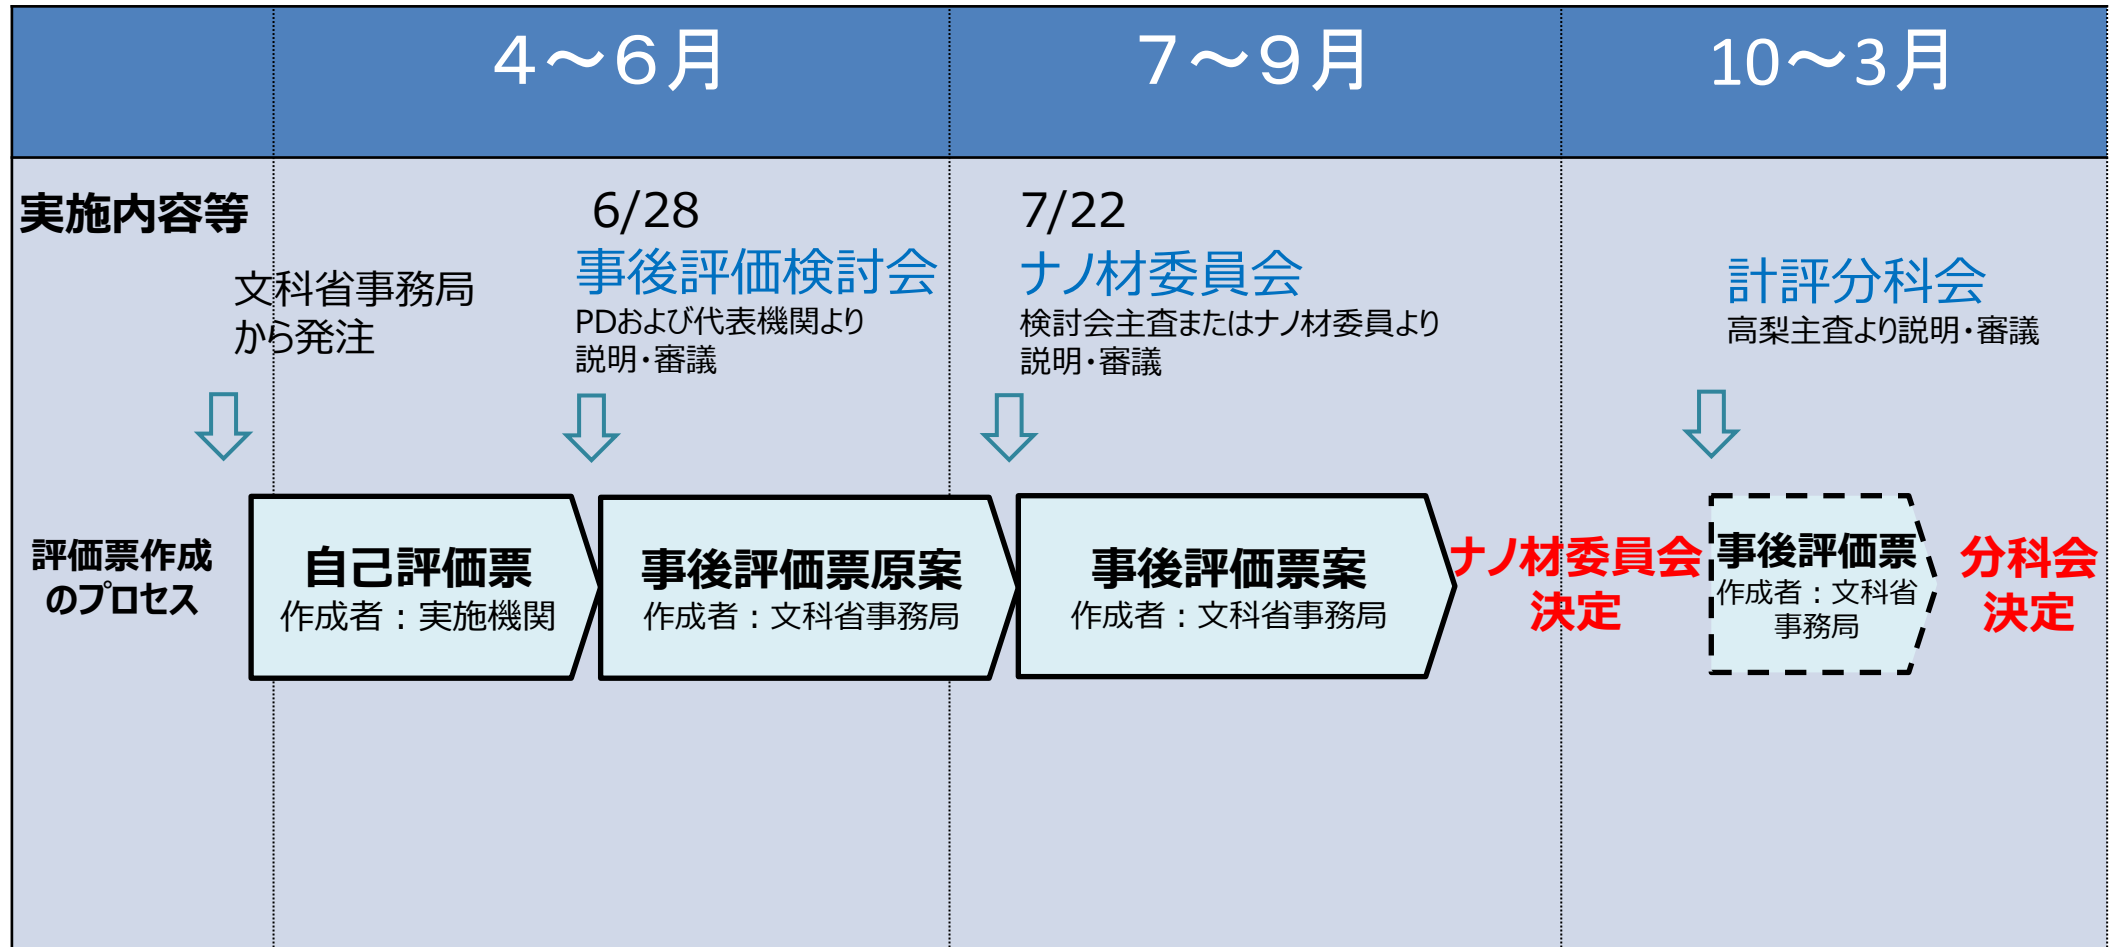 ４～６月
７～９月
10～3月
実施内容等
文科省事務局
から発注
6/28
事後評価検討会
PDおよび代表機関より
説明・審議
7/22
ナノ材委員会
検討会主査またはナノ材委員より
説明・審議
計評分科会
高梨主査より説明・審議
評価票作成
のプロセス
自己評価票
作成者：実施機関
事後評価票原案
作成者：文科省事務局
事後評価票案
作成者：文科省事務局
ナノ材委員会
決定
事後評価票
作成者：文科省
事務局
分科会
決定